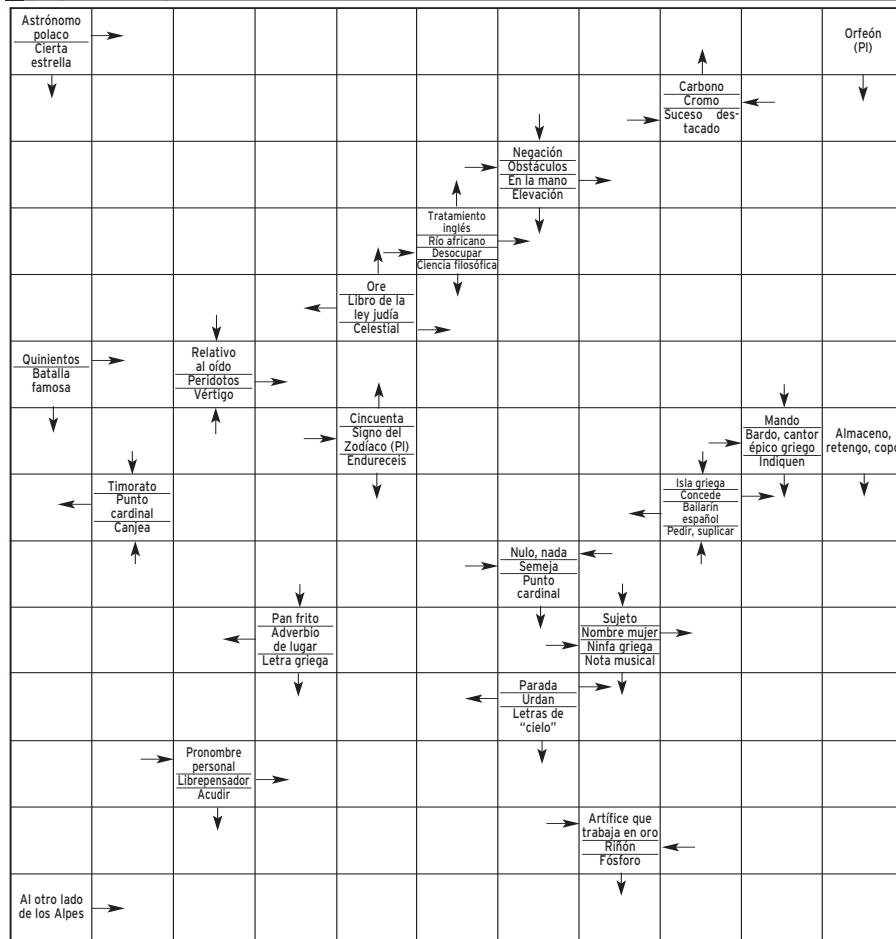 Astrónomo
polaco
Cierta
estrella
Orfeón
(Pl)
Carbono
Cromo
Suceso des-
tacado
Negación
Obstáculos
En la mano
Elevación
Tratamiento
inglés
Río africano
Desocupar
Ciencia filosófica
Ore
Libro de la
ley judía
Celestial
Quinientos
Batalla
famosa
Relativo
al oído
Peridotos
Vértigo
Cincuenta
Signo del
Zodíaco (Pl)
Endureceis
Mando
Bardo, cantor
épico griego
Indiquen
Almaceno,
retengo, copo
Timorato
Punto
cardinal
Canjea
Isla griega
Concede
Bailarín
español
Pedir, suplicar
Nulo, nada
Semeja
Punto
cardinal
Pan frito
Adverbio
de lugar
Letra griega
Sujeto
Nombre mujer
Ninfa griega
Nota musical
Parada
Urdan
Letras de
“cielo”
Pronombre
personal
Librepensador
Acudir
Artífice que
trabaja en oro
Riñón
Fósforo
Al otro lado
de los Alpes